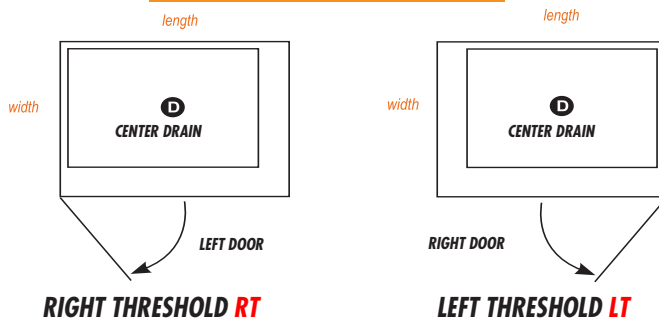 length
width
D
CENTER DRAIN
LEFT DOOR
RIGHT THRESHOLD RT
length
width
D
CENTER DRAIN
RIGHT DOOR
LEFT THRESHOLD LT